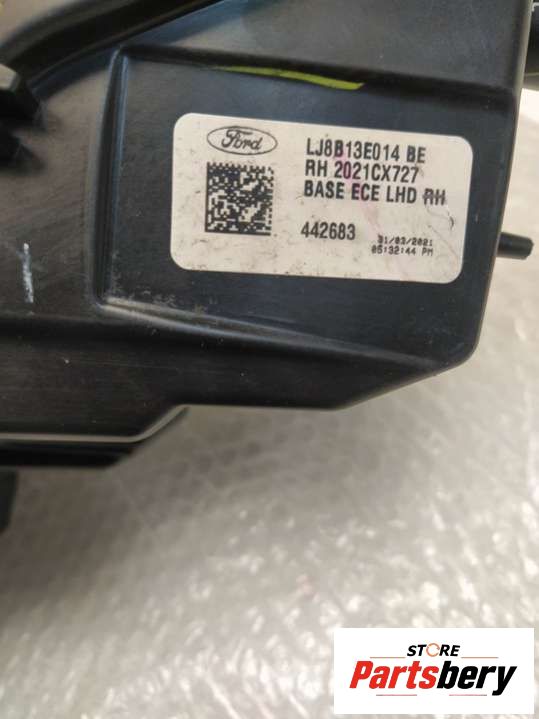 Ford
LJ8B13E014 BE
RH 2021CX727
BASE ECE LHD RH
442683
31/03/2021
05:32:44 PM
STORE
Partsbery